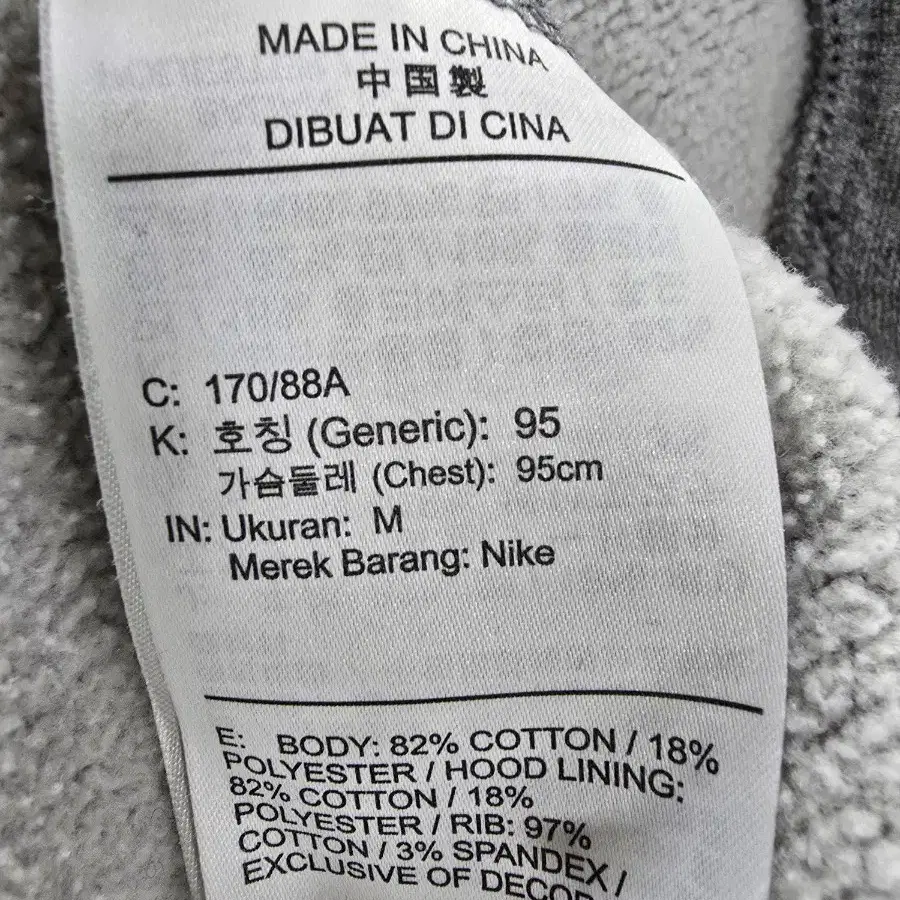 MADE IN CHINA
中国製
DIBUAT DI CINA
C: 170/88A
K: 호칭 (Generic): 95
가슴둘레 (Chest): 95cm
IN: Ukuran: M
Merek Barang: Nike
E: BODY: 82% COTTON / 18%
POLYESTER / HOOD LINING:
82% COTTON / 18%
POLYESTER / RIB: 97%
COTTON / 3% SPANDEX /
EXCLUSIVE OF